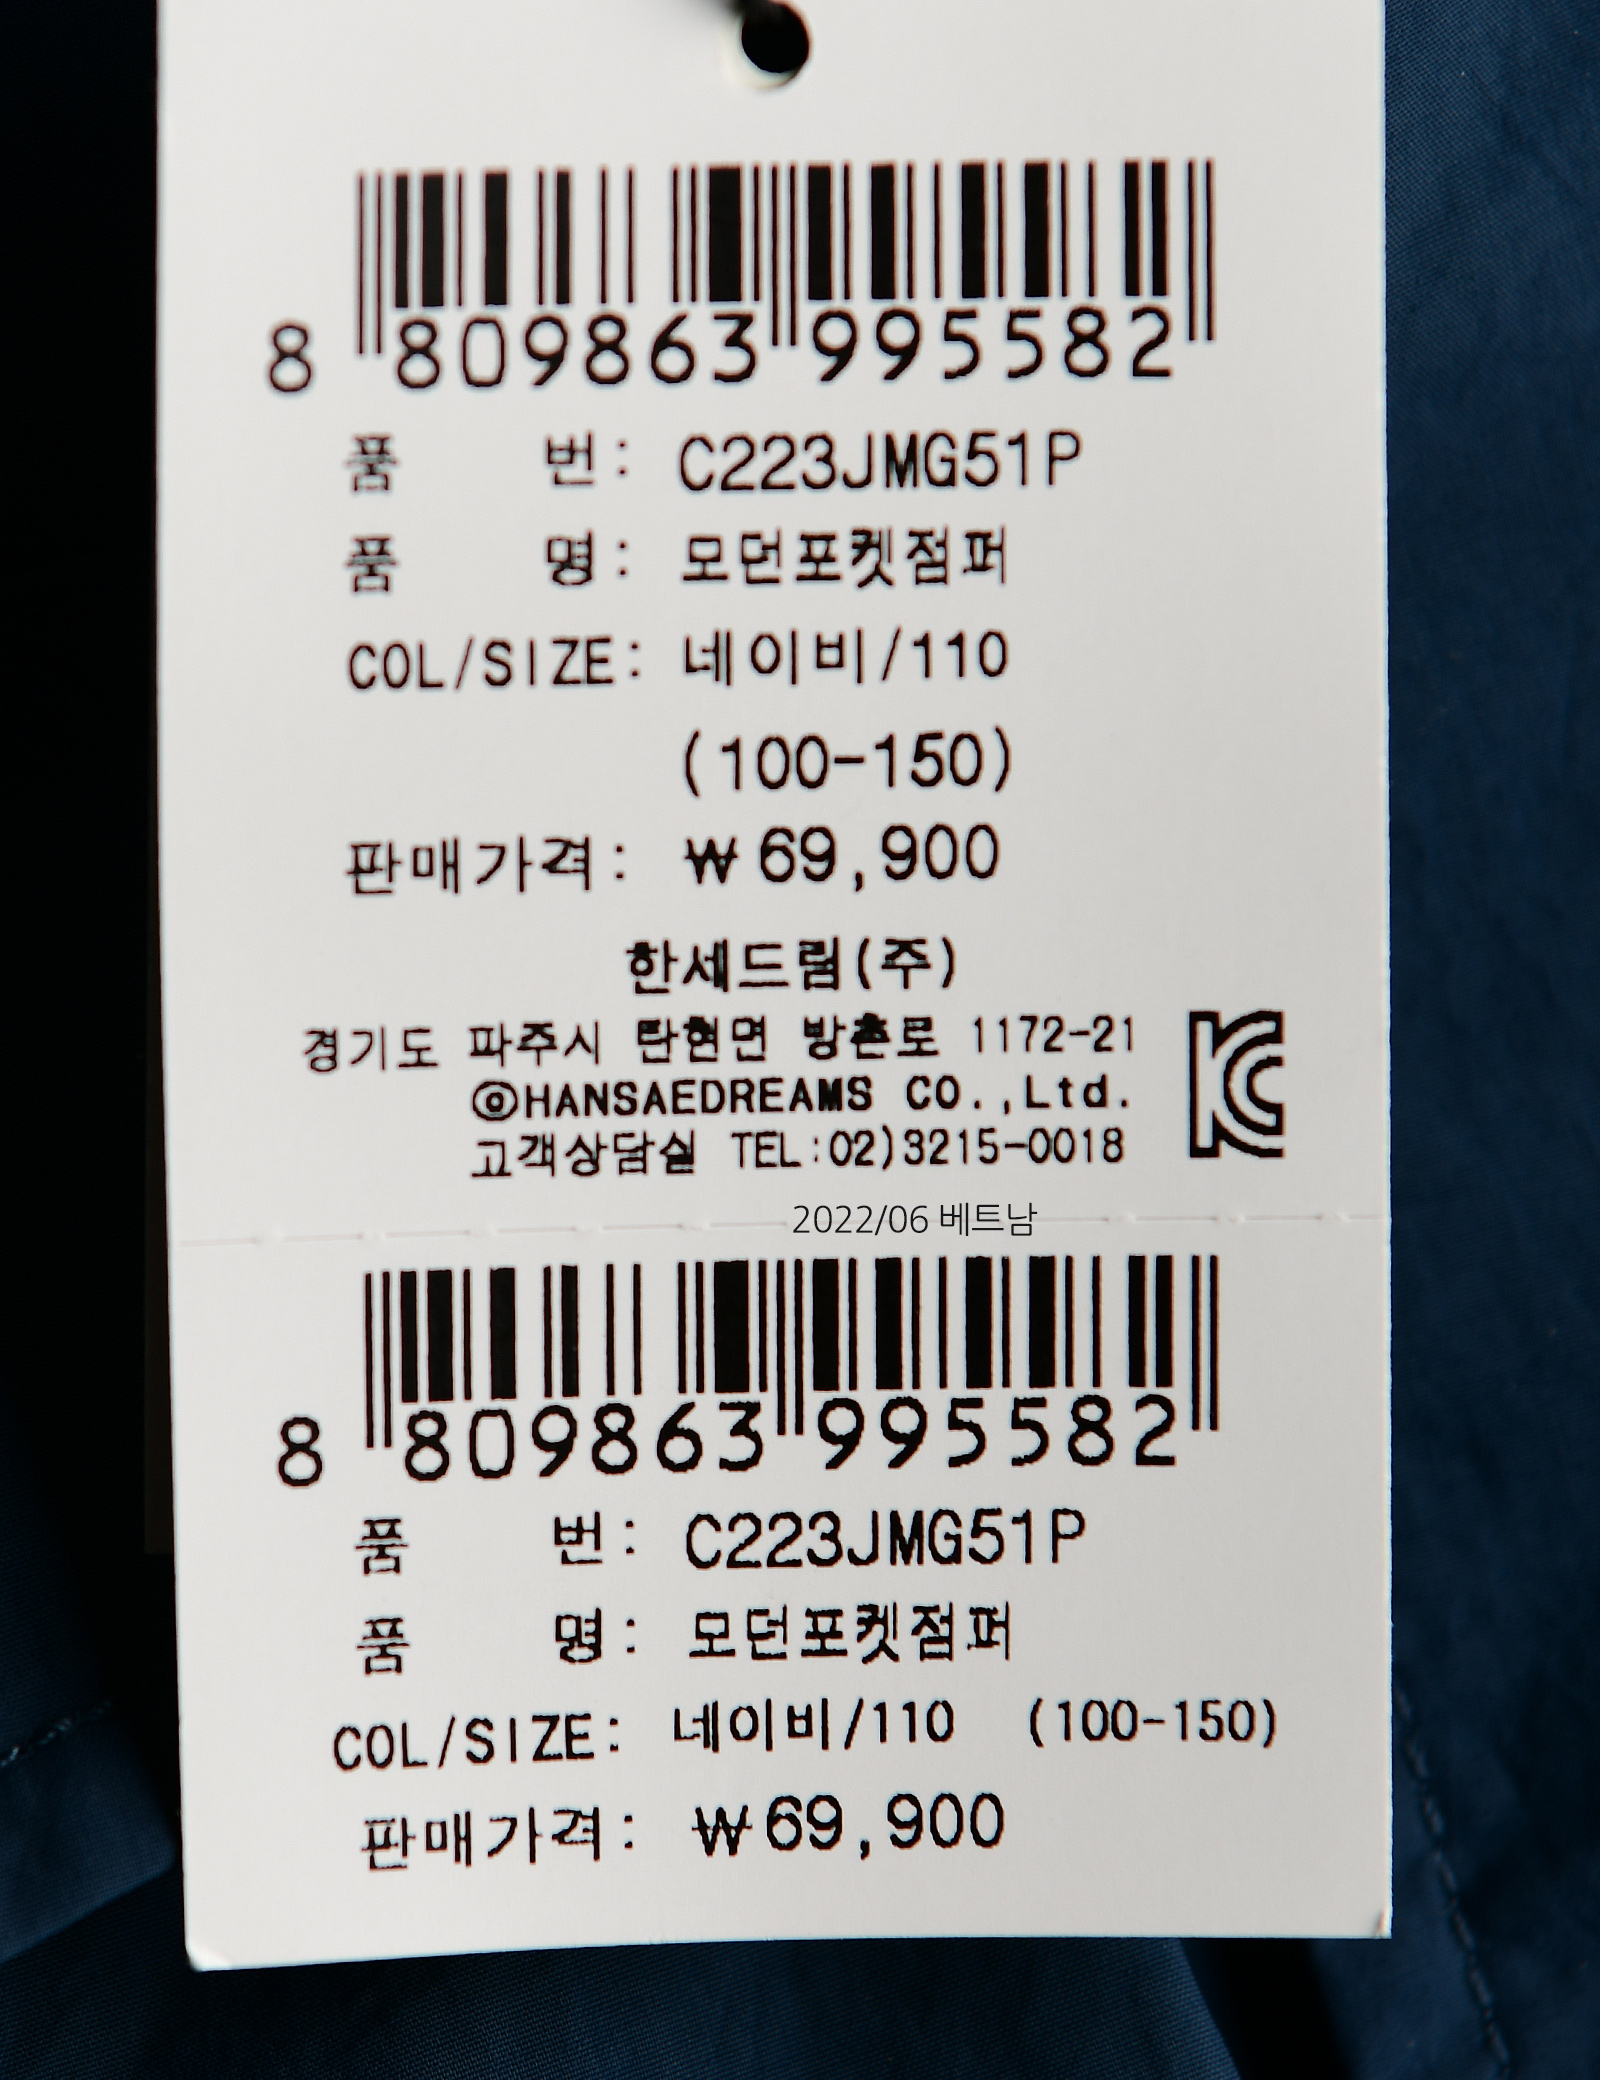 8 809863 995582
품 번: C223JMG51P
품 명: 모던포켓점퍼
COL/SIZE: 네이비/110
(100-150)
판매가격: ₩69,900
한세드림(주)
경기도 파주시 탄현면 방촌로 1172-21
©HANSAEDREAMS CO.,Ltd.
고객상담실 TEL:02)3215-0018
KC
2022/06 베트남
8 809863 995582
품 번: C223JMG51P
품 명: 모던포켓점퍼
COL/SIZE: 네이비/110 (100-150)
판매가격: ₩69,900